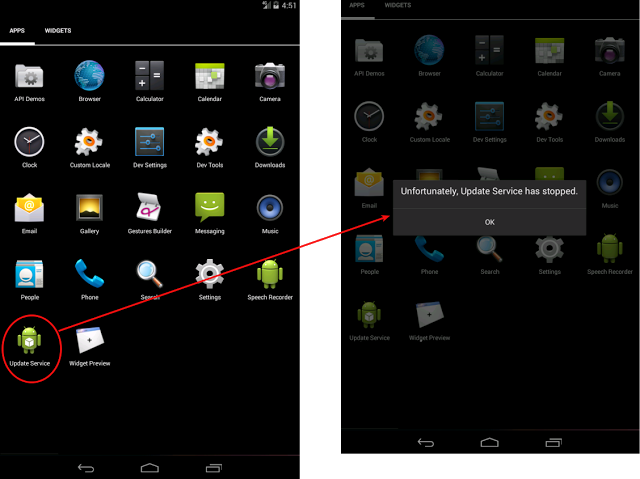 4:51
APPS WIDGETS
API Demos Browser Calculator Calendar Camera
Clock Custom Locale Dev Settings Dev Tools Downloads
Email Gallery Gestures Builder Messaging Music
People Phone Search Settings Speech Recorder
Update Service Widget Preview
APPS WIDGETS
API Demos Browser Calculator Calendar Camera
Clock Custom Locale Dev Settings Dev Tools Downloads
Unfortunately, Update Service has stopped.
Email Music
OK
People Phone Search Settings Speech Recorder
Update Service Widget Preview